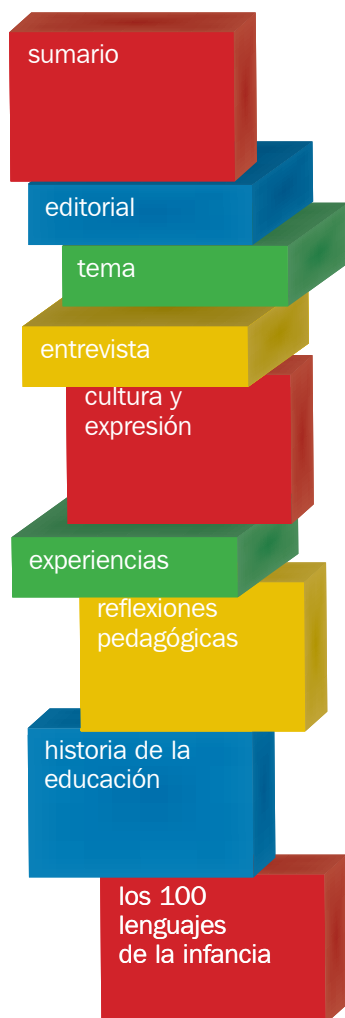 sumario
editorial
tema
entrevista
cultura y
expresión
experiencias
reflexiones
pedagógicas
historia de la
educación
los 100
lenguajes
de la infancia